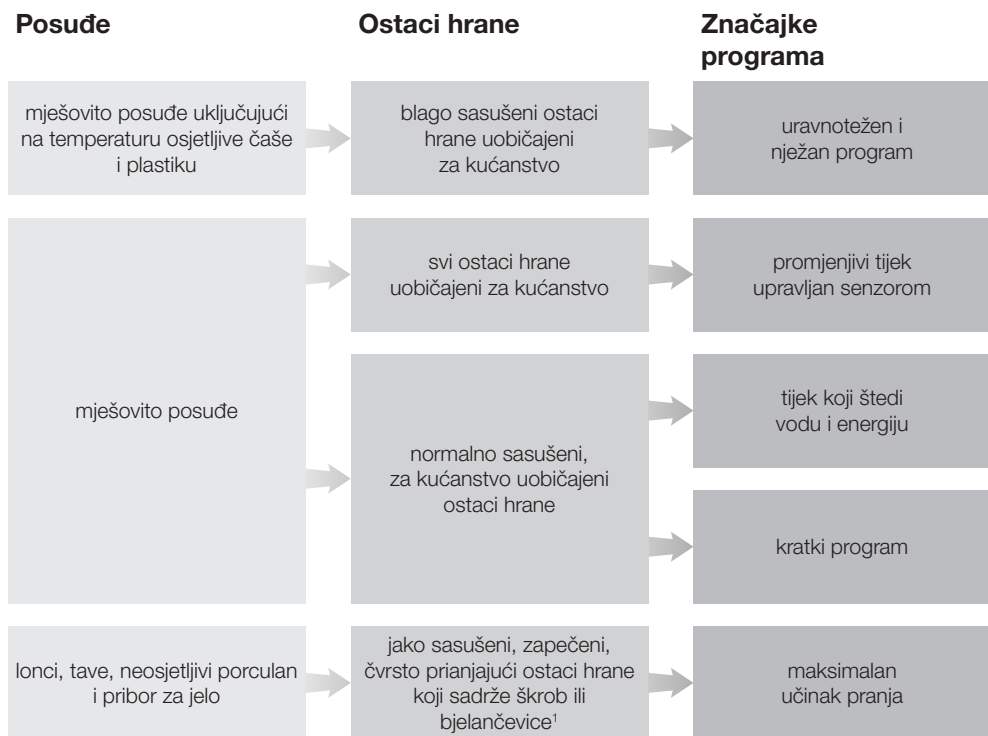 Posuđe
Ostaci hrane
Značajke
programa
mješovito posuđe uključujući
na temperaturu osjetljive čaše
i plastiku
blago sasušeni ostaci
hrane uobičajeni
za kućanstvo
uravnotežen i
nježan program
mješovito posuđe
svi ostaci hrane
uobičajeni za kućanstvo
promjenjivi tijek
upravljan senzorom
normalno sasušeni,
za kućanstvo uobičajeni
ostaci hrane
tijek koji štedi
vodu i energiju
kratki program
lonci, tave, neosjetljivi porculan
i pribor za jelo
jako sasušeni, zapečeni,
čvrsto prianjajući ostaci hrane
koji sadrže škrob ili
bjelančevice¹
maksimalan
učinak pranja